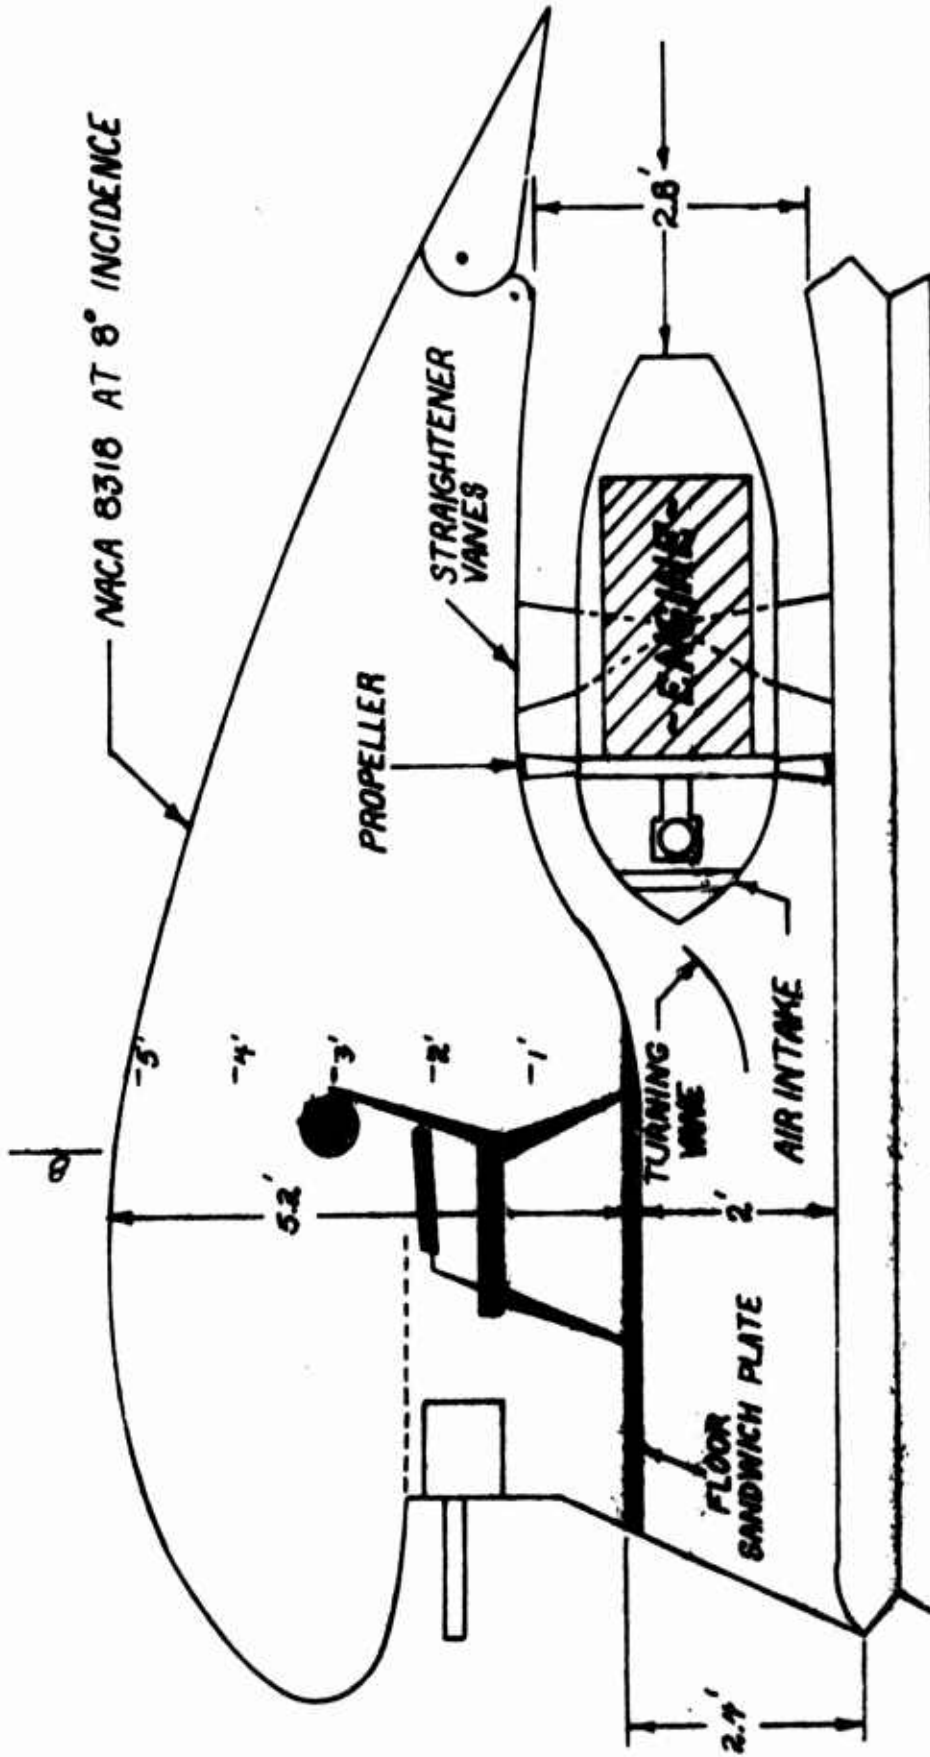 NACA 8318 AT 8° INCIDENCE
STRAIGHTENER
VANES
PROPELLER
2.8'
~ENGINE~
-5'
-4'
-3'
-2'
-1'
5.2'
2'
TURNING
VANE
AIR INTAKE
FLOOR
SANDWICH PLATE
2.4'